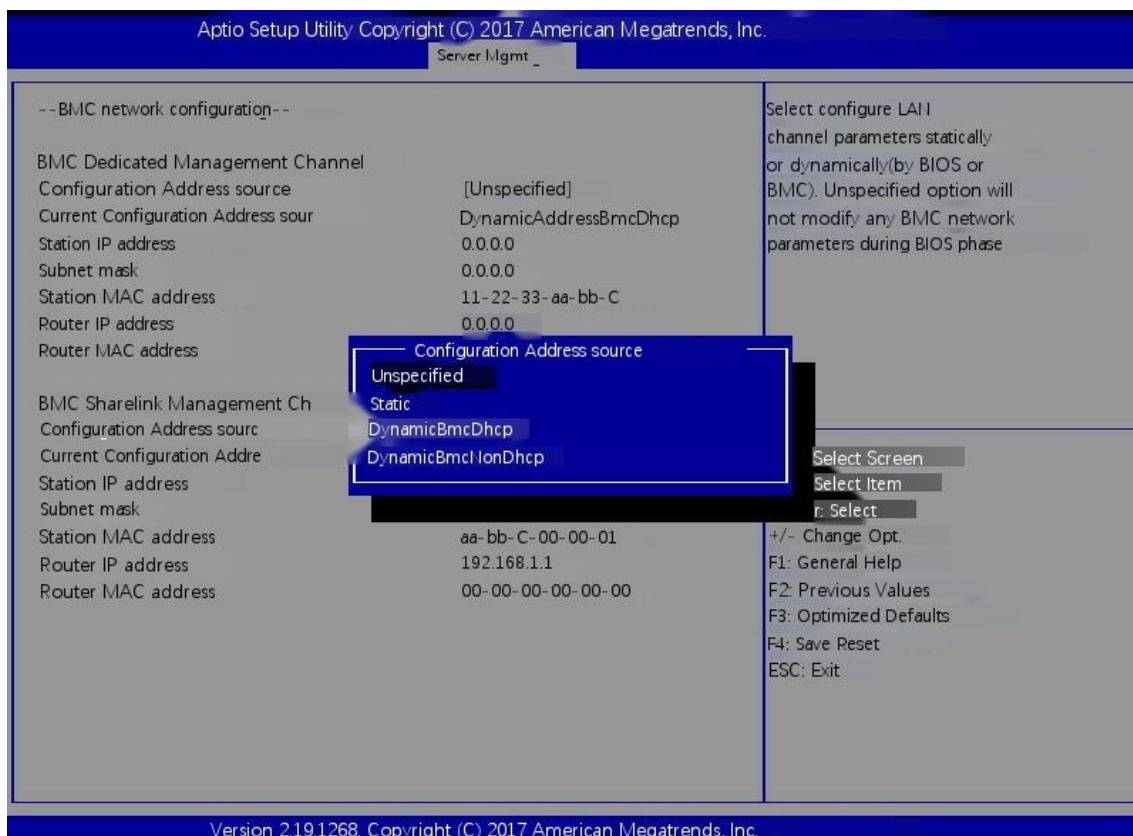 Aptio Setup Utility Copyright (C) 2017 American Megatrends, Inc.
Server Mgmt _
--BMC network configuration--
BMC Dedicated Management Channel
Configuration Address source [Unspecified]
Current Configuration Address sour DynamicAddressBmcDhcp
Station IP address 0.0.0.0
Subnet mask 0.0.0.0
Station MAC address 11-22-33-aa-bb-C
Router IP address 0.0.0.0
Router MAC address
BMC Sharelink Management Ch
Configuration Address sourc
Current Configuration Addre
Station IP address
Subnet mask
Station MAC address aa-bb-C-00-00-01
Router IP address 192.168.1.1
Router MAC address 00-00-00-00-00-00
Configuration Address source
Unspecified
Static
DynamicBmcDhcp
DynamicBmcNonDhcp
Select configure LAN
channel parameters statically
or dynamically(by BIOS or
BMC). Unspecified option will
not modify any BMC network
parameters during BIOS phase
Select Screen
Select Item
r: Select
+/- Change Opt.
F1: General Help
F2: Previous Values
F3: Optimized Defaults
F4: Save Reset
ESC: Exit
Version 2.19.1268. Copyright (C) 2017 American Megatrends, Inc.